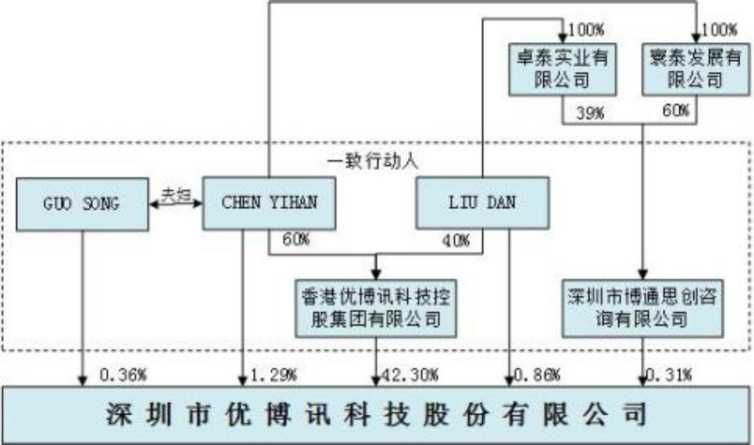 100%
100%
卓泰实业有
限公司
寰泰发展有
限公司
39%
60%
一致行动人
GUO SONG
夫妇
CHEN YIHAN
LIU DAN
60%
40%
香港优博讯科技控
股集团有限公司
深圳市博通思创咨
询有限公司
0.36%
1.29%
42.30%
0.86%
0.31%
深圳市优博讯科技股份有限公司